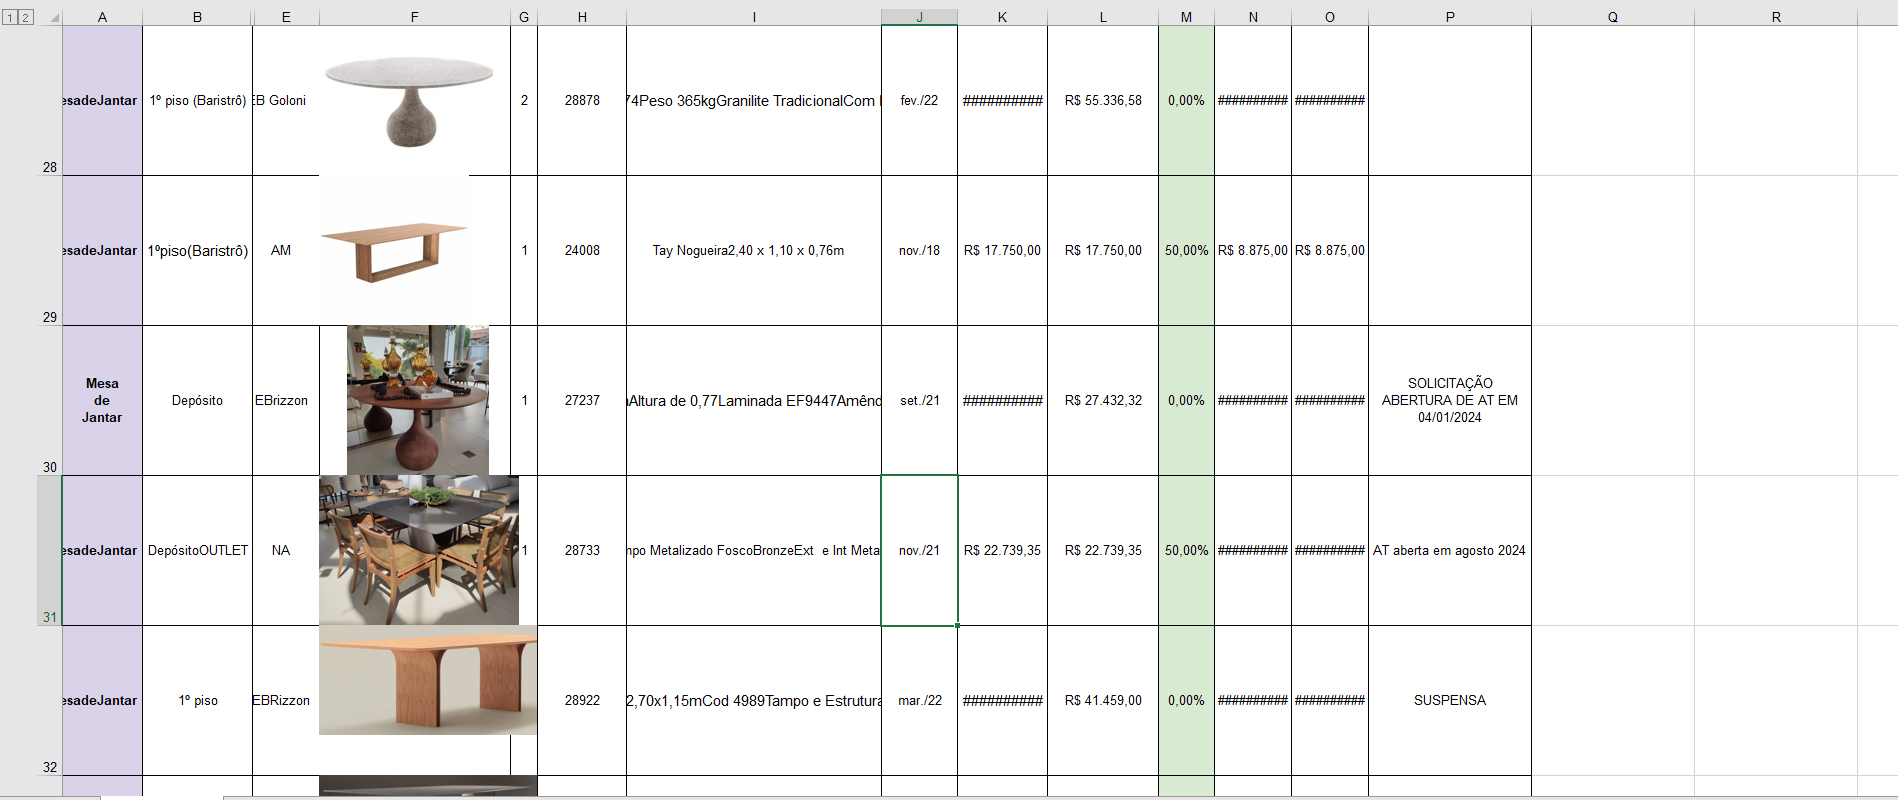 1 2
A B E F G H I J K L M N O P Q R
28 esadeJantar 1º piso (Baristrô) EB Goloni 2 28878 74Peso 365kgGranilite TradicionalCom fev./22 ########## R$ 55.336,58 0,00% ########## ##########
29 esadeJantar 1ºpiso(Baristrô) AM 1 24008 Tay Nogueira2,40 x 1,10 x 0,76m nov./18 R$ 17.750,00 R$ 17.750,00 50,00% R$ 8.875,00 R$ 8.875,00
30 Mesa
de
Jantar
Depósito EBrizzon 1 27237 Altura de 0,77Laminada EF9447Amênd set./21 ########## R$ 27.432,32 0,00% ########## ##########
SOLICITAÇÃO
ABERTURA DE AT EM
04/01/2024
31 esadeJantar DepósitoOUTLET NA 1 28733 mpo Metalizado FoscoBronzeExt  e Int Meta nov./21 R$ 22.739,35 R$ 22.739,35 50,00% ########## ########## AT aberta em agosto 2024
32 esadeJantar 1º piso EBRizzon 28922 2,70x1,15mCod 4989Tampo e Estrutura mar./22 ########## R$ 41.459,00 0,00% ########## ########## SUSPENSA